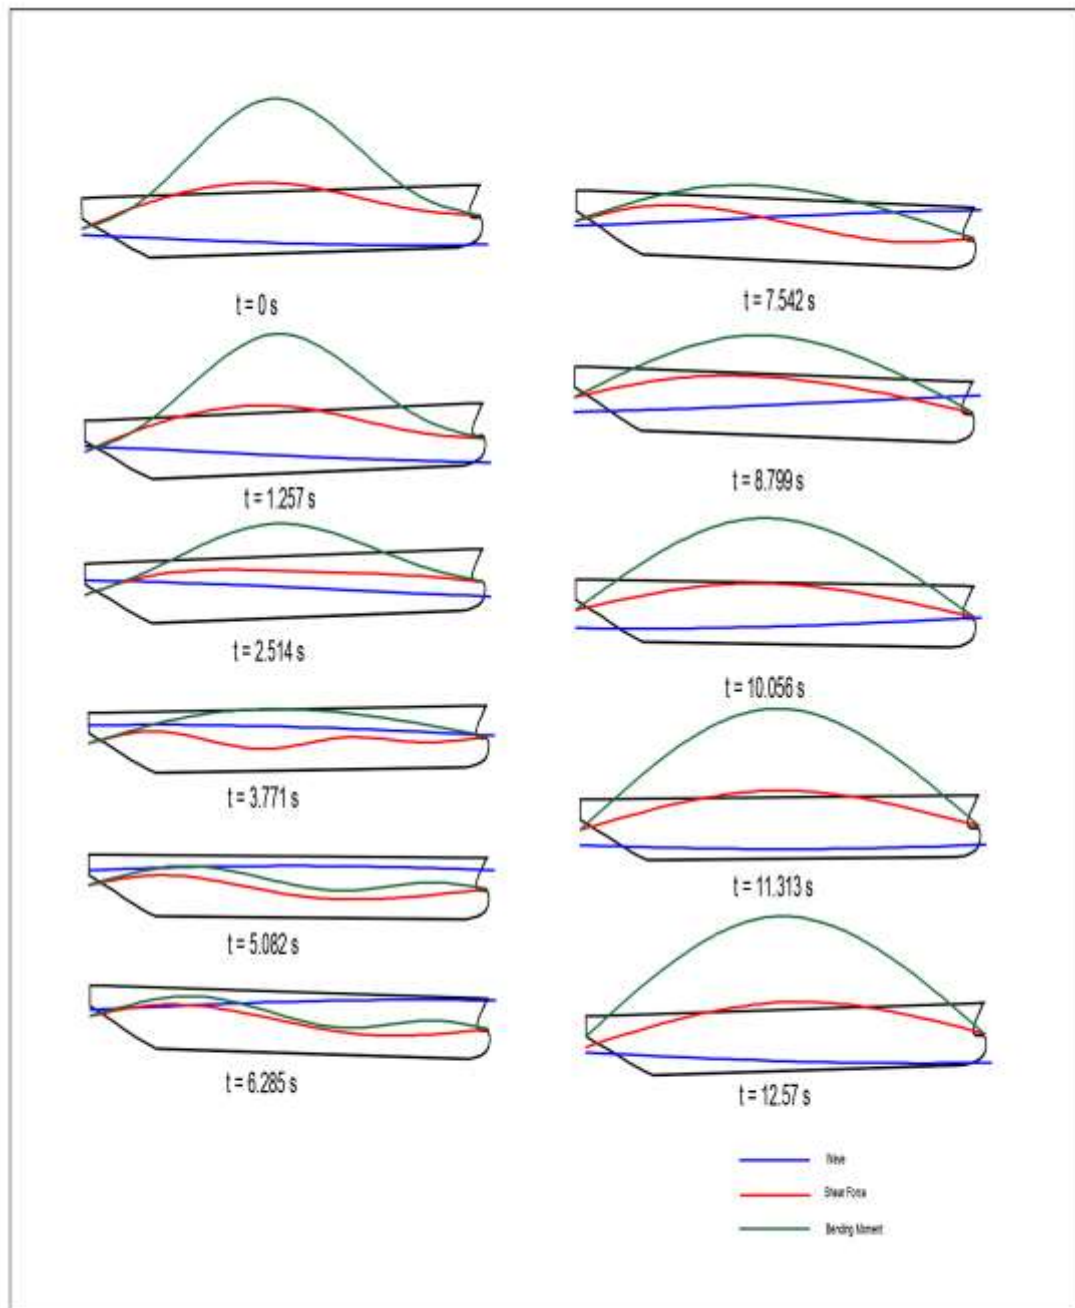 t = 0 s
t = 1.257 s
t = 2.514 s
t = 3.771 s
t = 5.082 s
t = 6.285 s
t = 7.542 s
t = 8.799 s
t = 10.056 s
t = 11.313 s
t = 12.57 s
Wave
Shear Force
Bending Moment